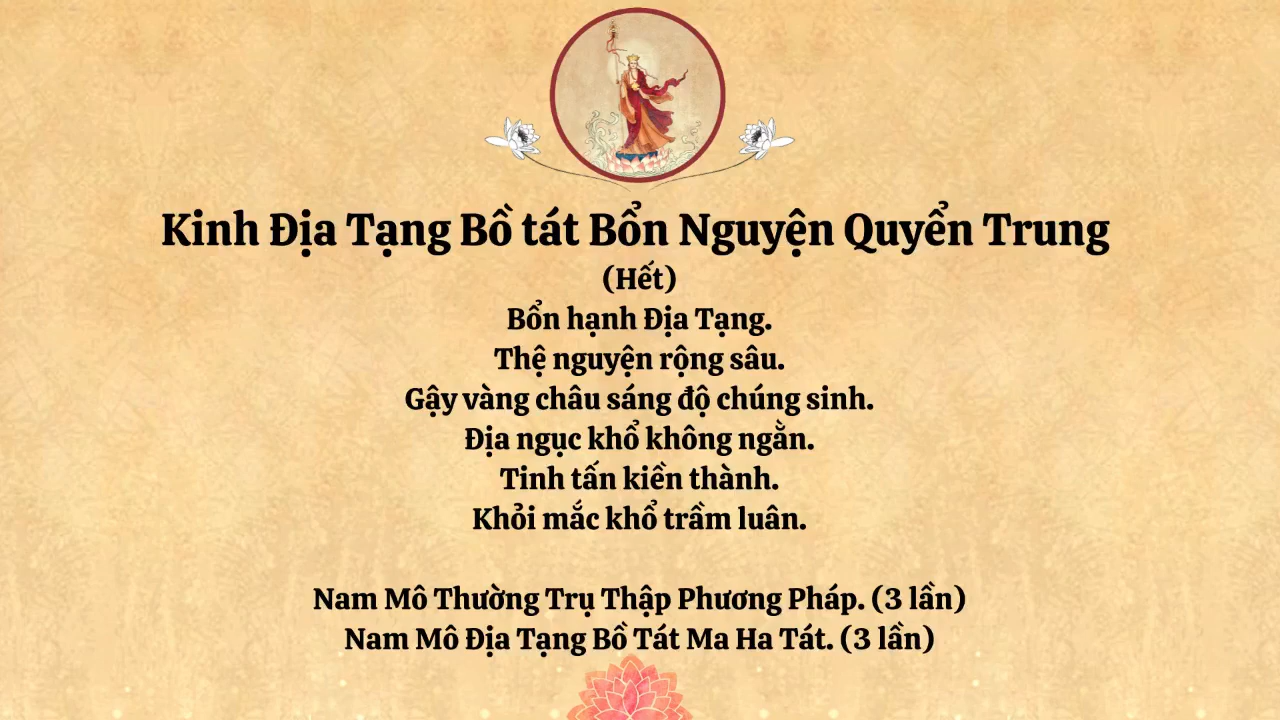 Kinh Địa Tạng Bồ tát Bổn Nguyện Quyển Trung
(Hết)
Bổn hạnh Địa Tạng.
Thệ nguyện rộng sâu.
Gậy vàng châu sáng độ chúng sinh.
Địa ngục khổ không ngằn.
Tinh tấn kiền thành.
Khỏi mắc khổ trầm luân.
Nam Mô Thường Trụ Thập Phương Pháp. (3 lần)
Nam Mô Địa Tạng Bồ Tát Ma Ha Tát. (3 lần)